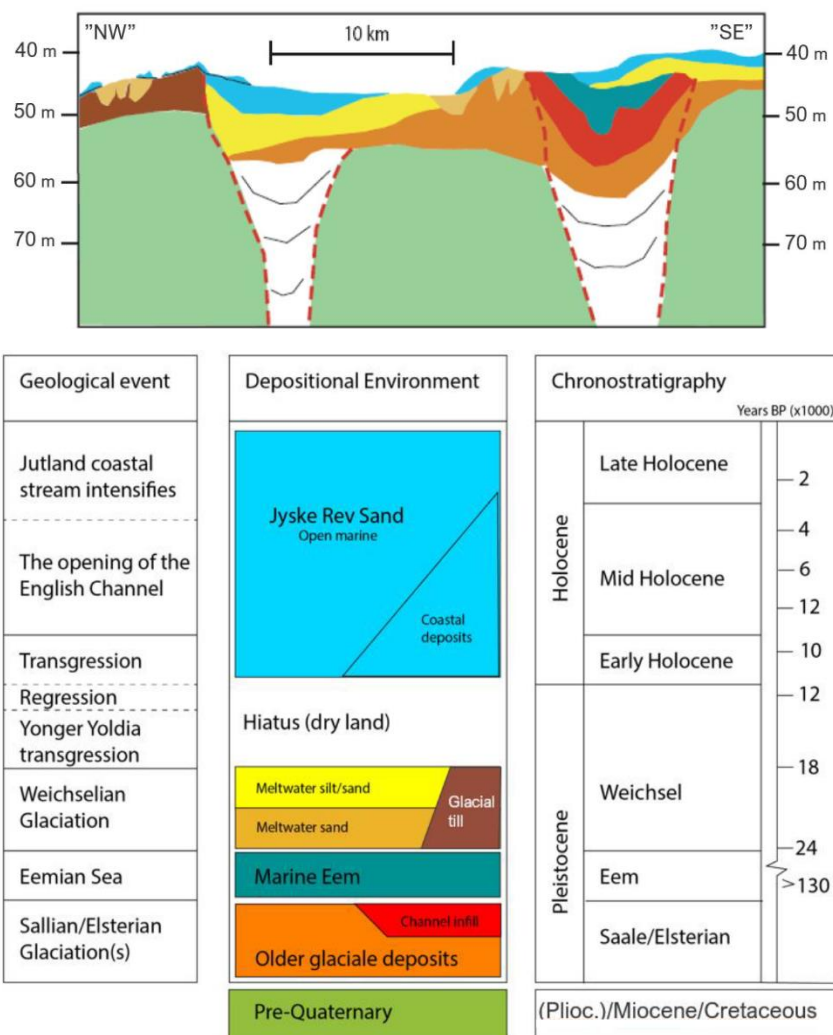 ”NW”
10 km
”SE”
40 m
40 m
50 m
50 m
60 m
60 m
70 m
70 m
Geological event
Depositional Environment
Chronostratigraphy
Years BP (x1000)
Jutland coastal
stream intensifies
The opening of the
English Channel
Transgression
Regression
Yonger Yoldia
transgression
Weichselian
Glaciation
Eemian Sea
Sallian/Elsterian
Glaciation(s)
Jyske Rev Sand
Open marine
Coastal
deposits
Hiatus (dry land)
Meltwater silt/sand
Meltwater sand
Glacial
till
Marine Eem
Channel infill
Older glaciale deposits
Pre-Quaternary
Holocene
Late Holocene
Mid Holocene
Early Holocene
Pleistocene
Weichsel
Eem
Saale/Elsterian
2
4
6
12
10
12
18
24
>130
(Plioc.)/Miocene/Cretaceous